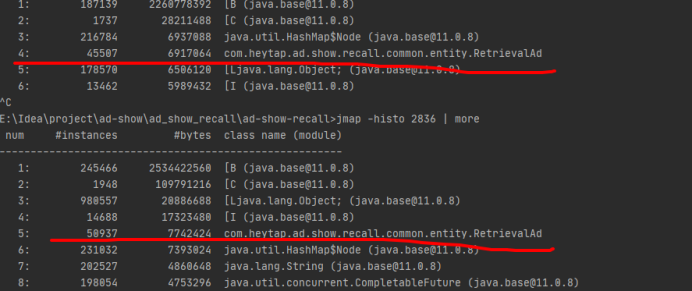 1: 187139 2260778392 [B (java.base@11.0.8)
2: 1737 28211488 [C (java.base@11.0.8)
3: 216784 6937088 java.util.HashMap$Node (java.base@11.0.8)
4: 45507 6917864 com.heytap.ad.show.recall.common.entity.RetrievalAd
5: 178570 6506120 [Ljava.lang.Object; (java.base@11.0.8)
6: 13462 5989432 [I (java.base@11.0.8)
^C
E:\Idea\project\ad-show\ad_show_recall\ad-show-recall>jmap -histo 2836 | more
num #instances #bytes class name (module)
-------------------------------------------------------
1: 245466 2534422560 [B (java.base@11.0.8)
2: 1948 109791216 [C (java.base@11.0.8)
3: 980557 20886688 [Ljava.lang.Object; (java.base@11.0.8)
4: 14688 17323480 [I (java.base@11.0.8)
5: 50937 7742424 com.heytap.ad.show.recall.common.entity.RetrievalAd
6: 231032 7393024 java.util.HashMap$Node (java.base@11.0.8)
7: 202527 4860648 java.lang.String (java.base@11.0.8)
8: 198054 4753296 java.util.concurrent.CompletableFuture (java.base@11.0.8)